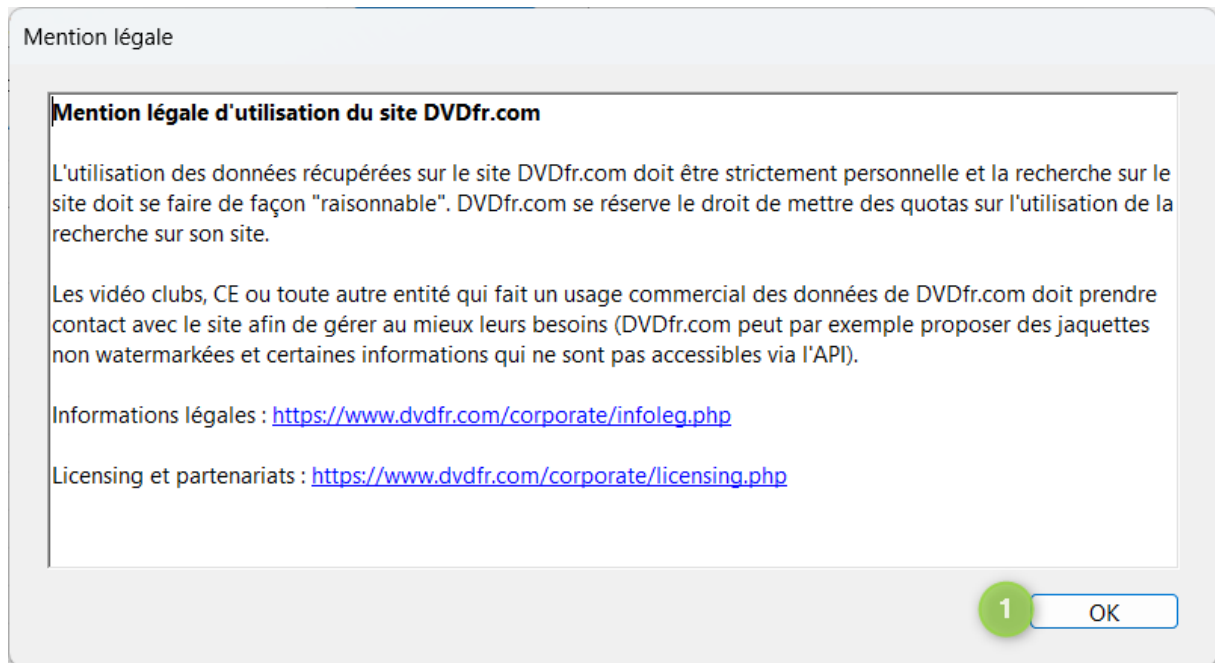 Mention légale
Mention légale d'utilisation du site DVDfr.com
L'utilisation des données récupérées sur le site DVDfr.com doit être strictement personnelle et la recherche sur le
site doit se faire de façon "raisonnable". DVDfr.com se réserve le droit de mettre des quotas sur l'utilisation de la
recherche sur son site.
Les vidéo clubs, CE ou toute autre entité qui fait un usage commercial des données de DVDfr.com doit prendre
contact avec le site afin de gérer au mieux leurs besoins (DVDfr.com peut par exemple proposer des jaquettes
non watermarkées et certaines informations qui ne sont pas accessibles via l'API).
Informations légales : https://www.dvdfr.com/corporate/infoleg.php
Licensing et partenariats : https://www.dvdfr.com/corporate/licensing.php
1 OK